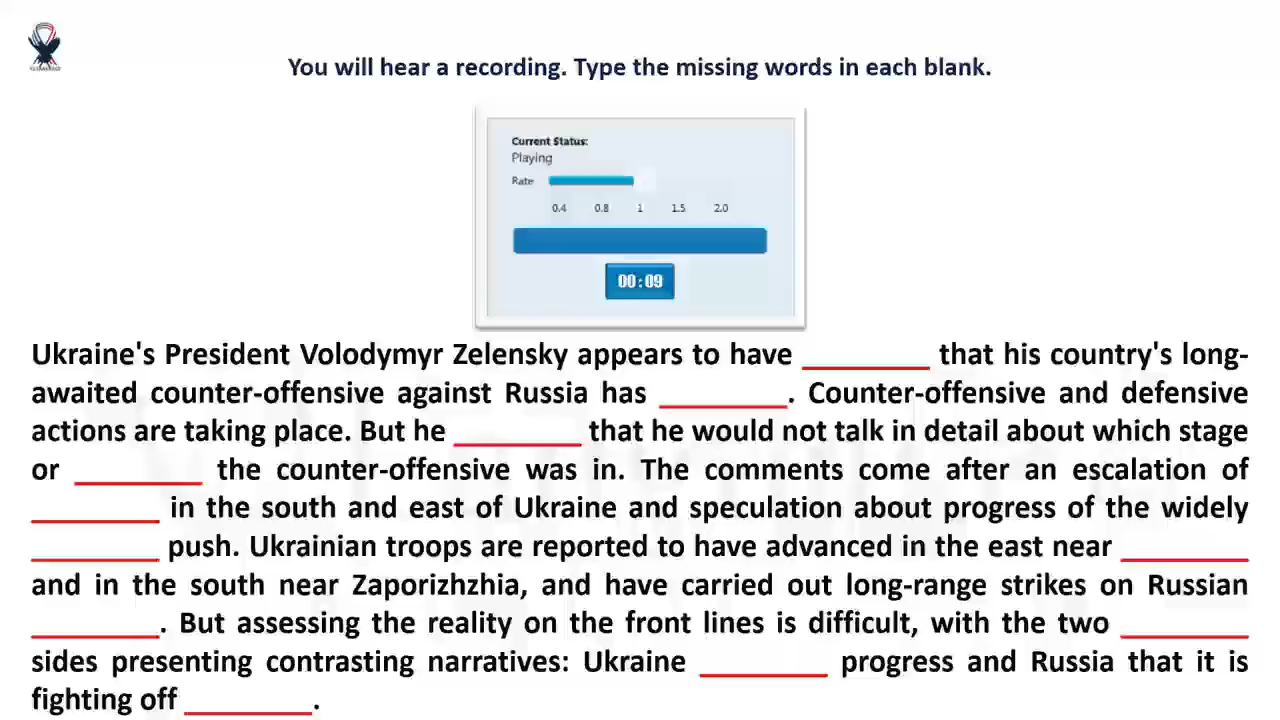 You will hear a recording. Type the missing words in each blank.
Current Status:
Playing
Rate
0.4 0.8 1 1.5 2.0
00:09
Ukraine's President Volodymyr Zelensky appears to have _________ that his country's long-
awaited counter-offensive against Russia has _________. Counter-offensive and defensive
actions are taking place. But he _________ that he would not talk in detail about which stage
or _________ the counter-offensive was in. The comments come after an escalation of
_________ in the south and east of Ukraine and speculation about progress of the widely
_________ push. Ukrainian troops are reported to have advanced in the east near _________
and in the south near Zaporizhzhia, and have carried out long-range strikes on Russian
_________. But assessing the reality on the front lines is difficult, with the two _________
sides presenting contrasting narratives: Ukraine _________ progress and Russia that it is
fighting off _________.